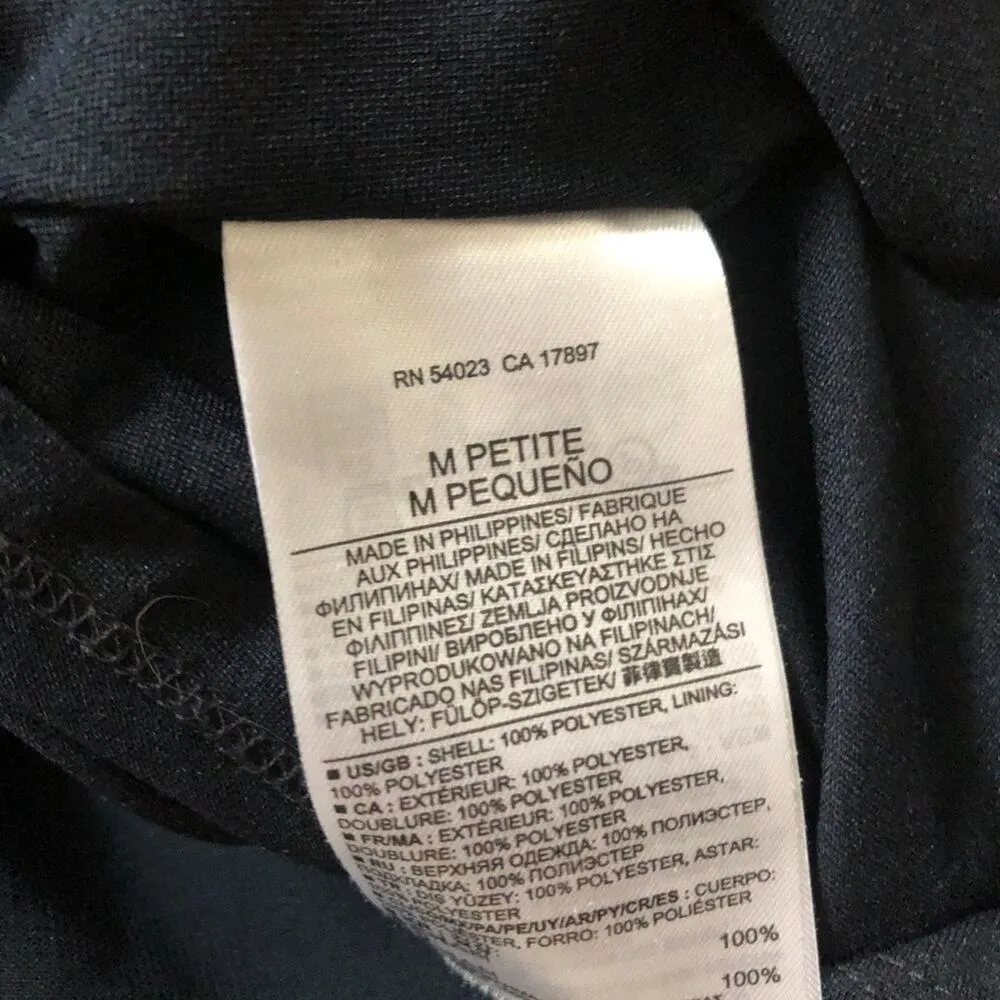 RN 54023 CA 17897
M PETITE
M PEQUEÑO
MADE IN PHILIPPINES/ FABRIQUE
AUX PHILIPPINES/ СДЕЛАНО НА
ФИЛИПИНАХ/ MADE IN FILIPINS/ HECHO
EN FILIPINAS/ ΚΑΤΑΣΚΕΥΑΣΤΗΚΕ ΣΤΙΣ
ΦΙΛΙΠΠΙΝΕΣ/ ZEMLJA PROIZVODNJE
FILIPINI/ ВИРОБЛЕНО У ФІЛІПІНАХ/
WYPRODUKOWANO NA FILIPINACH/
FABRICADO NAS FILIPINAS/ SZÁRMAZÁSI
HELY: FÜLÖP-SZIGETEK/ 菲律賓製造
■ US/GB : SHELL: 100% POLYESTER, LINING:
100% POLYESTER
■ CA : EXTÉRIEUR: 100% POLYESTER,
DOUBLURE: 100% POLYESTER
■ FR/MA : EXTÉRIEUR: 100% POLYESTER,
DOUBLURE: 100% POLYESTER
■ RU : ВЕРХНЯЯ ОДЕЖДА: 100% ПОЛИЭСТЕР,
ПОДКЛАДКА: 100% ПОЛИЭСТЕР
DIŞ YÜZEY: 100% POLYESTER, ASTAR:
PA/PE/UY/AR/PY/CR/ES : CUERPO:
FORRO: 100% POLIÉSTER
100%
100%